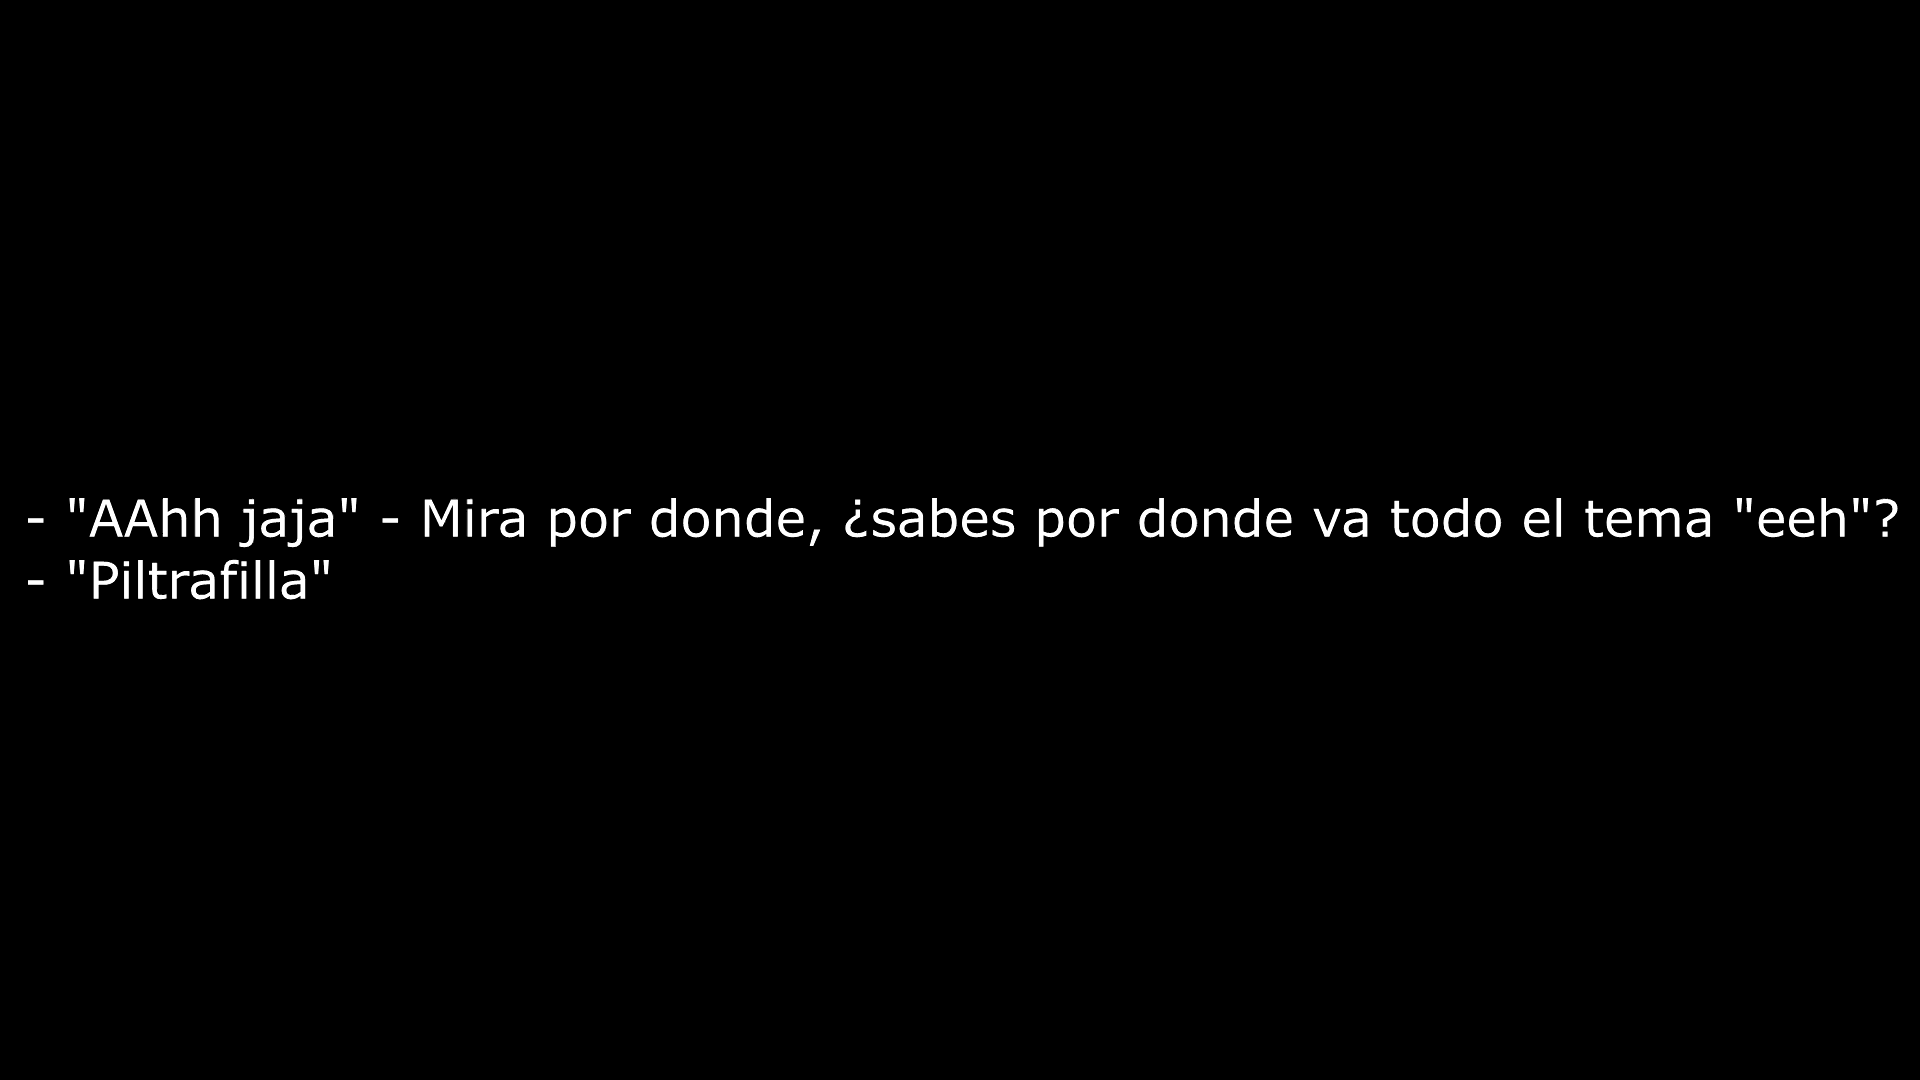 - "AAhh jaja" - Mira por donde, ¿sabes por donde va todo el tema "eeh"?
- "Piltrafilla"